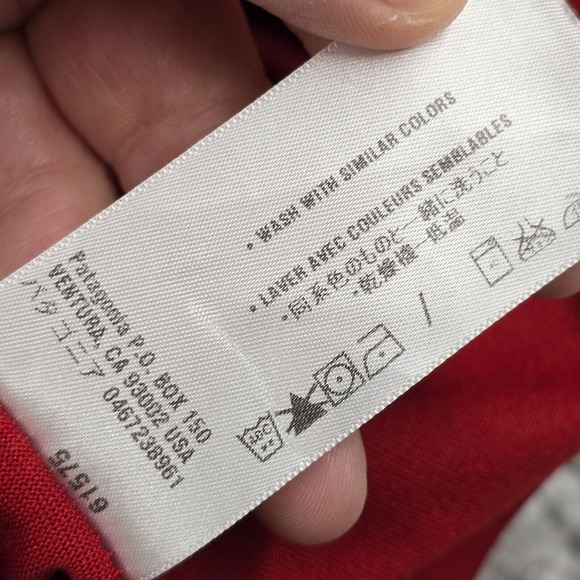 • WASH WITH SIMILAR COLORS
• LAVER AVEC COULEURS SEMBLABLES
• 同系色のものと一緒に洗うこと
• 乾燥機—低温
Patagonia P.O. BOX 150
VENTURA, CA 93002 USA
パタゴニア 0467238961
61575